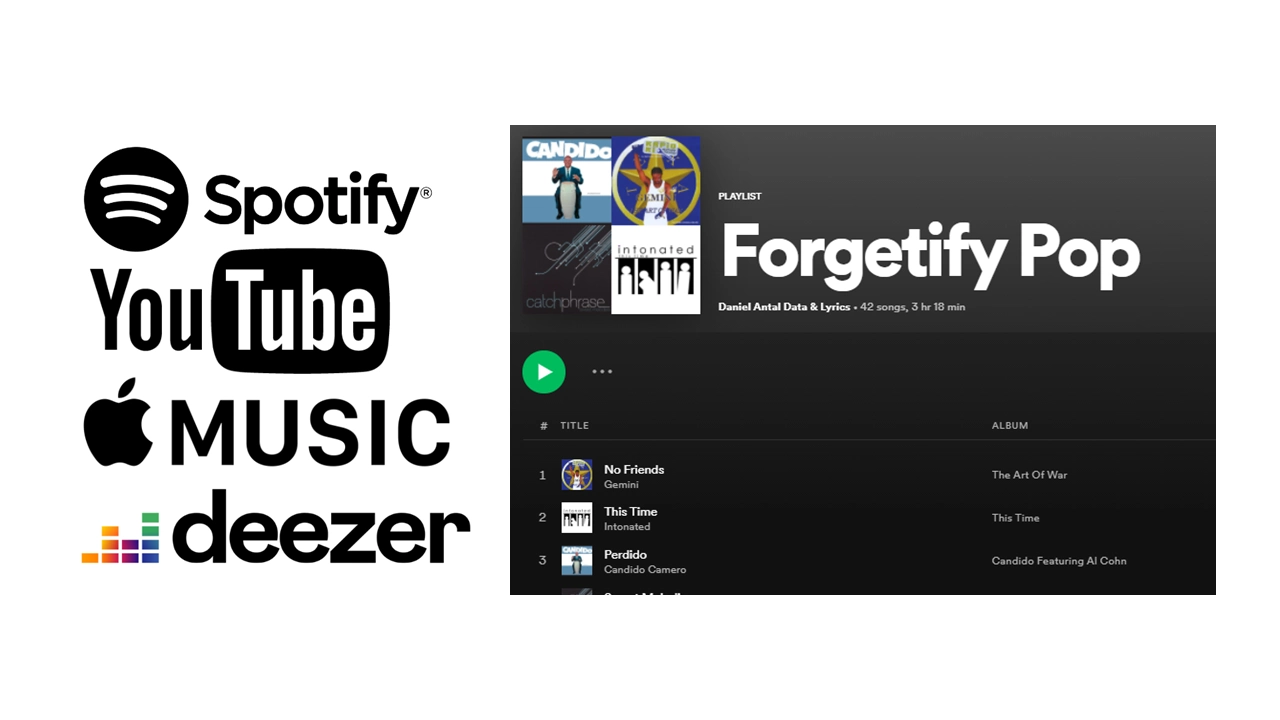 Spotify®
YouTube
MUSIC
deezer
CANDIDO
GEMINI
catchphrase
intonated
PLAYLIST
Forgetify Pop
Daniel Antal Data & Lyrics • 42 songs, 3 hr 18 min
# TITLE ALBUM
1 No Friends The Art Of War
Gemini
2 This Time This Time
Intonated
3 Perdido Candido Featuring Al Cohn
Candido Camero